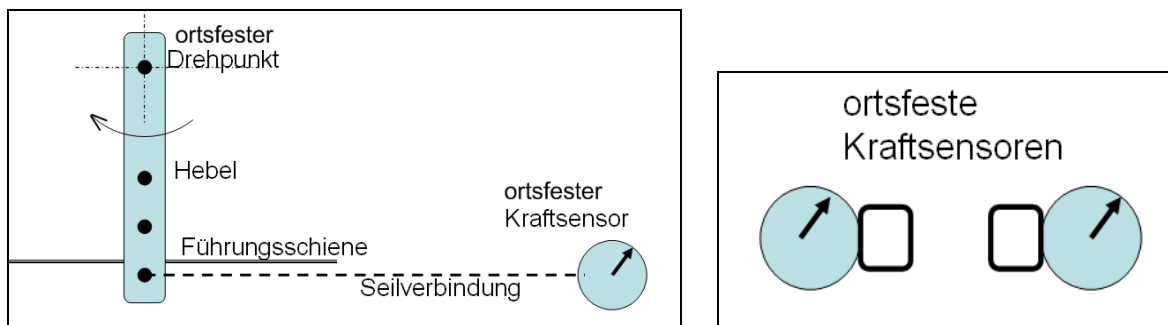 ortsfester
Drehpunkt
Hebel
ortsfester
Kraftsensor
Führungsschiene
Seilverbindung
ortsfeste
Kraftsensoren